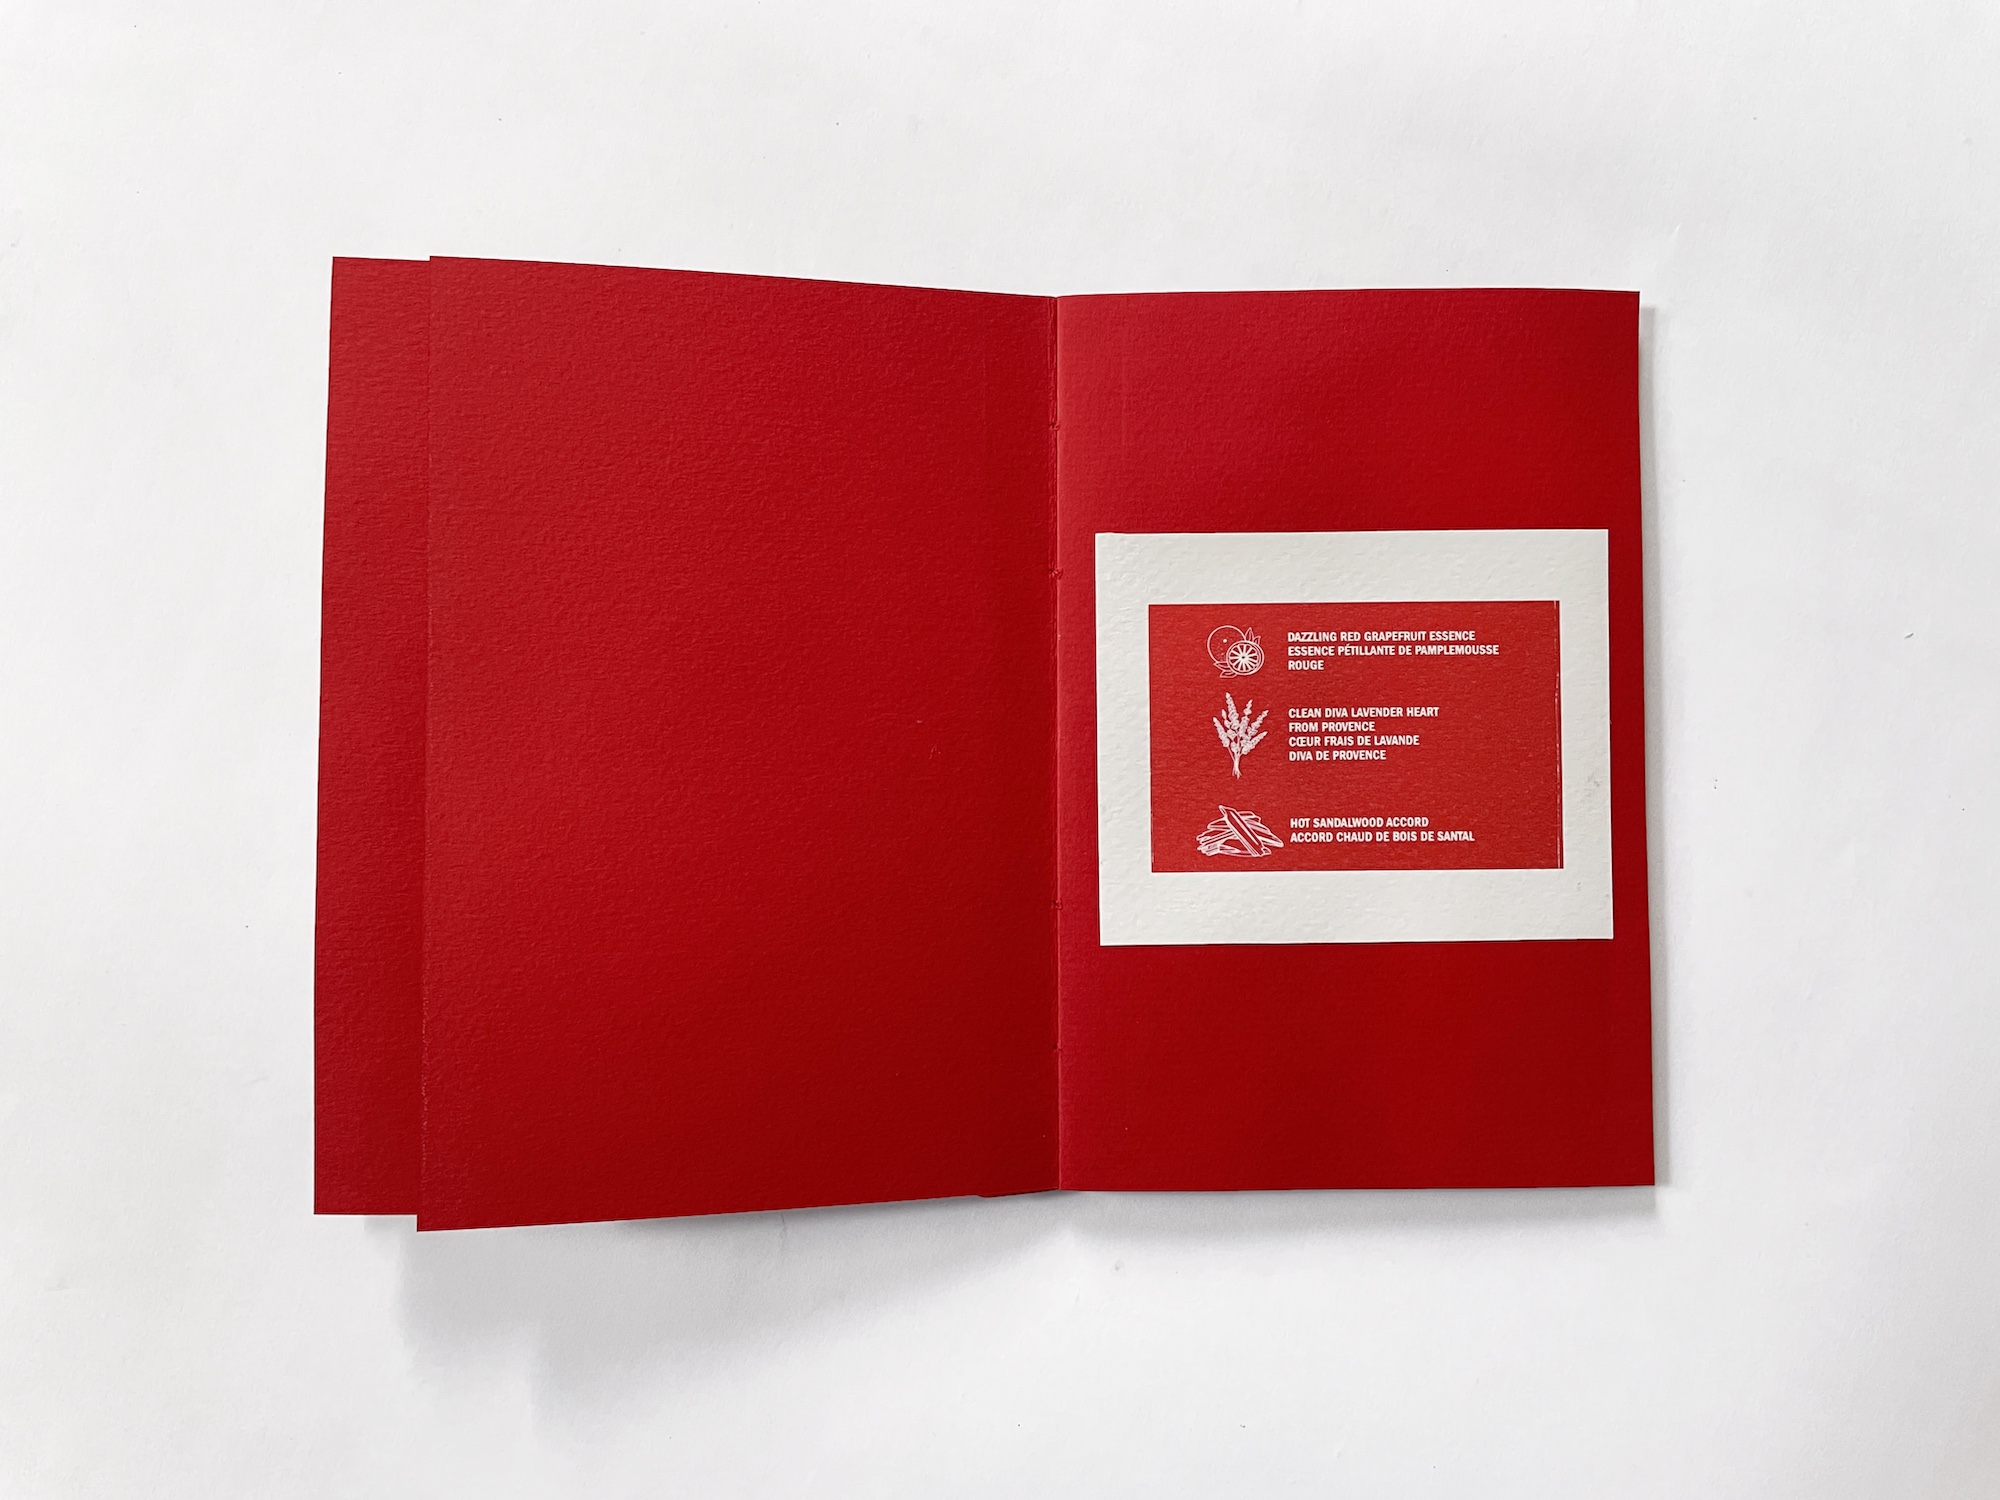 DAZZLING RED GRAPEFRUIT ESSENCE
ESSENCE PÉTILLANTE DE PAMPLEMOUSSE
ROUGE
CLEAN DIVA LAVENDER HEART
FROM PROVENCE
CŒUR FRAIS DE LAVANDE
DIVA DE PROVENCE
HOT SANDALWOOD ACCORD
ACCORD CHAUD DE BOIS DE SANTAL